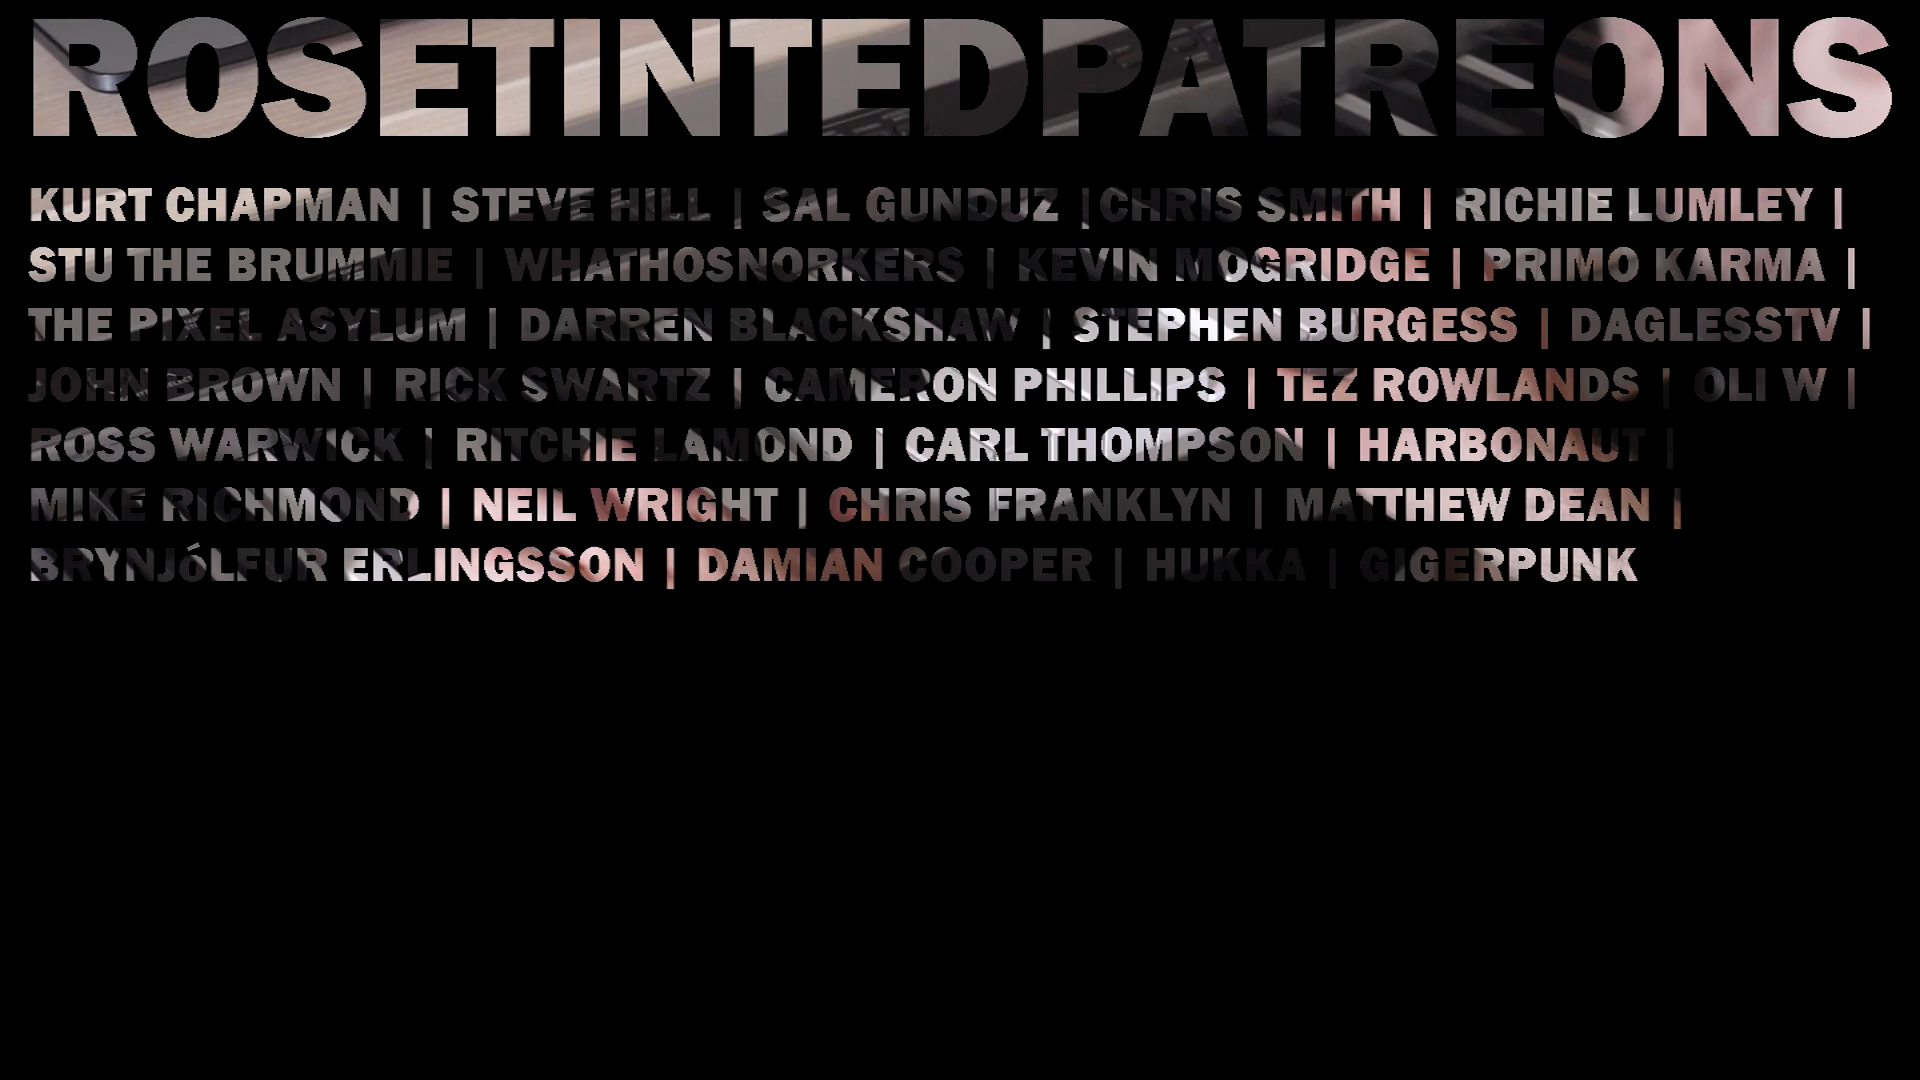 ROSETINTEDPATREONS
KURT CHAPMAN | STEVE HILL | SAL GUNDUZ |CHRIS SMITH | RICHIE LUMLEY |
STU THE BRUMMIE | WHATHOSNORKERS | KEVIN MOGRIDGE | PRIMO KARMA |
THE PIXEL ASYLUM | DARREN BLACKSHAW | STEPHEN BURGESS | DAGLESSTV |
JOHN BROWN | RICK SWARTZ | CAMERON PHILLIPS | TEZ ROWLANDS | OLI W |
ROSS WARWICK | RITCHIE LAMOND | CARL THOMPSON | HARBONAUT |
MIKE RICHMOND | NEIL WRIGHT | CHRIS FRANKLYN | MATTHEW DEAN |
BRYNJóLFUR ERLINGSSON | DAMIAN COOPER | HUKKA | GIGERPUNK